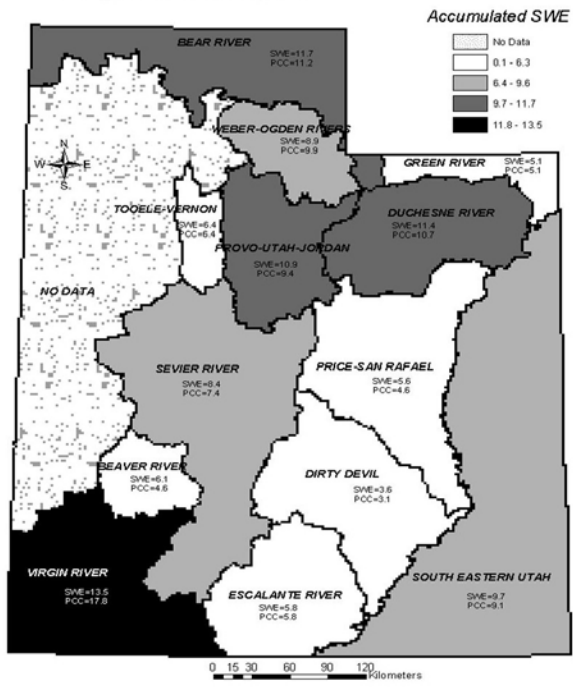 Accumulated SWE
No Data
0.1 - 6.3
6.4 - 9.6
9.7 - 11.7
11.8 - 13.5
BEAR RIVER
SWE=11.7
PCC=11.2
WEBER-OGDEN RIVERS
SWE=8.9
PCC=9.9
N
W
E
S
GREEN RIVER
SWE=5.1
PCC=5.1
TOOELE-VERNON
SWE=6.4
PCC=6.4
DUCHESNE RIVER
SWE=11.4
PCC=10.7
PROVO-UTAH-JORDAN
SWE=10.9
PCC=9.4
NO DATA
SEVIER RIVER
SWE=8.4
PCC=7.4
PRICE-SAN RAFAEL
SWE=5.6
PCC=4.6
BEAVER RIVER
SWE=6.1
PCC=4.6
DIRTY DEVIL
SWE=3.6
PCC=3.1
VIRGIN RIVER
SWE=13.5
PCC=17.8
ESCALANTE RIVER
SWE=5.8
PCC=5.8
SOUTH EASTERN UTAH
SWE=9.7
PCC=9.1
0 15 30 60 90 120
Kilometers